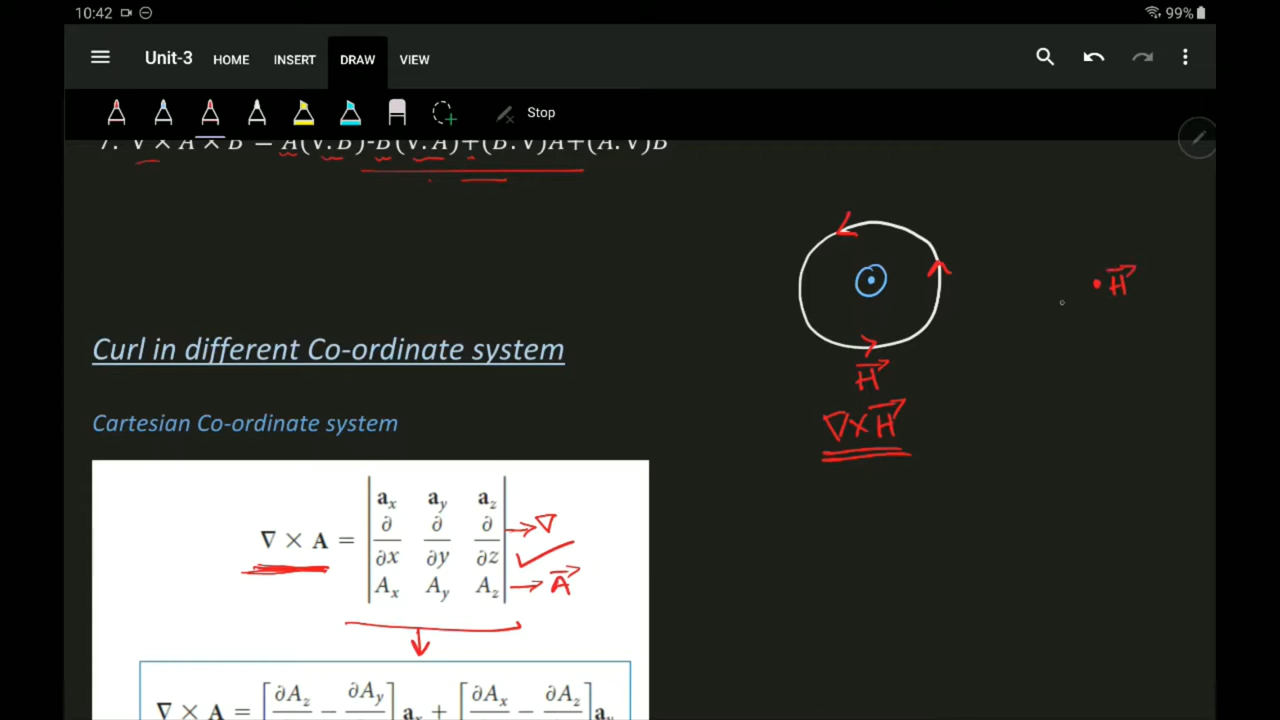 10:42 99%
Unit-3 HOME INSERT DRAW VIEW
Stop
7. ∇ × A × B = A(∇.B)-B(∇.A)+(B.∇)A+(A.∇)B
H⃗
H⃗
∇×H⃗
Curl in different Co-ordinate system
Cartesian Co-ordinate system
a_x a_y a_z
∂ ∂ ∂ → ∇
∇ × A =
∂x ∂y ∂z
A_x A_y A_z → A⃗
∇ × A = [∂A_z − ∂A_y] a_x + [∂A_x − ∂A_z] a_y